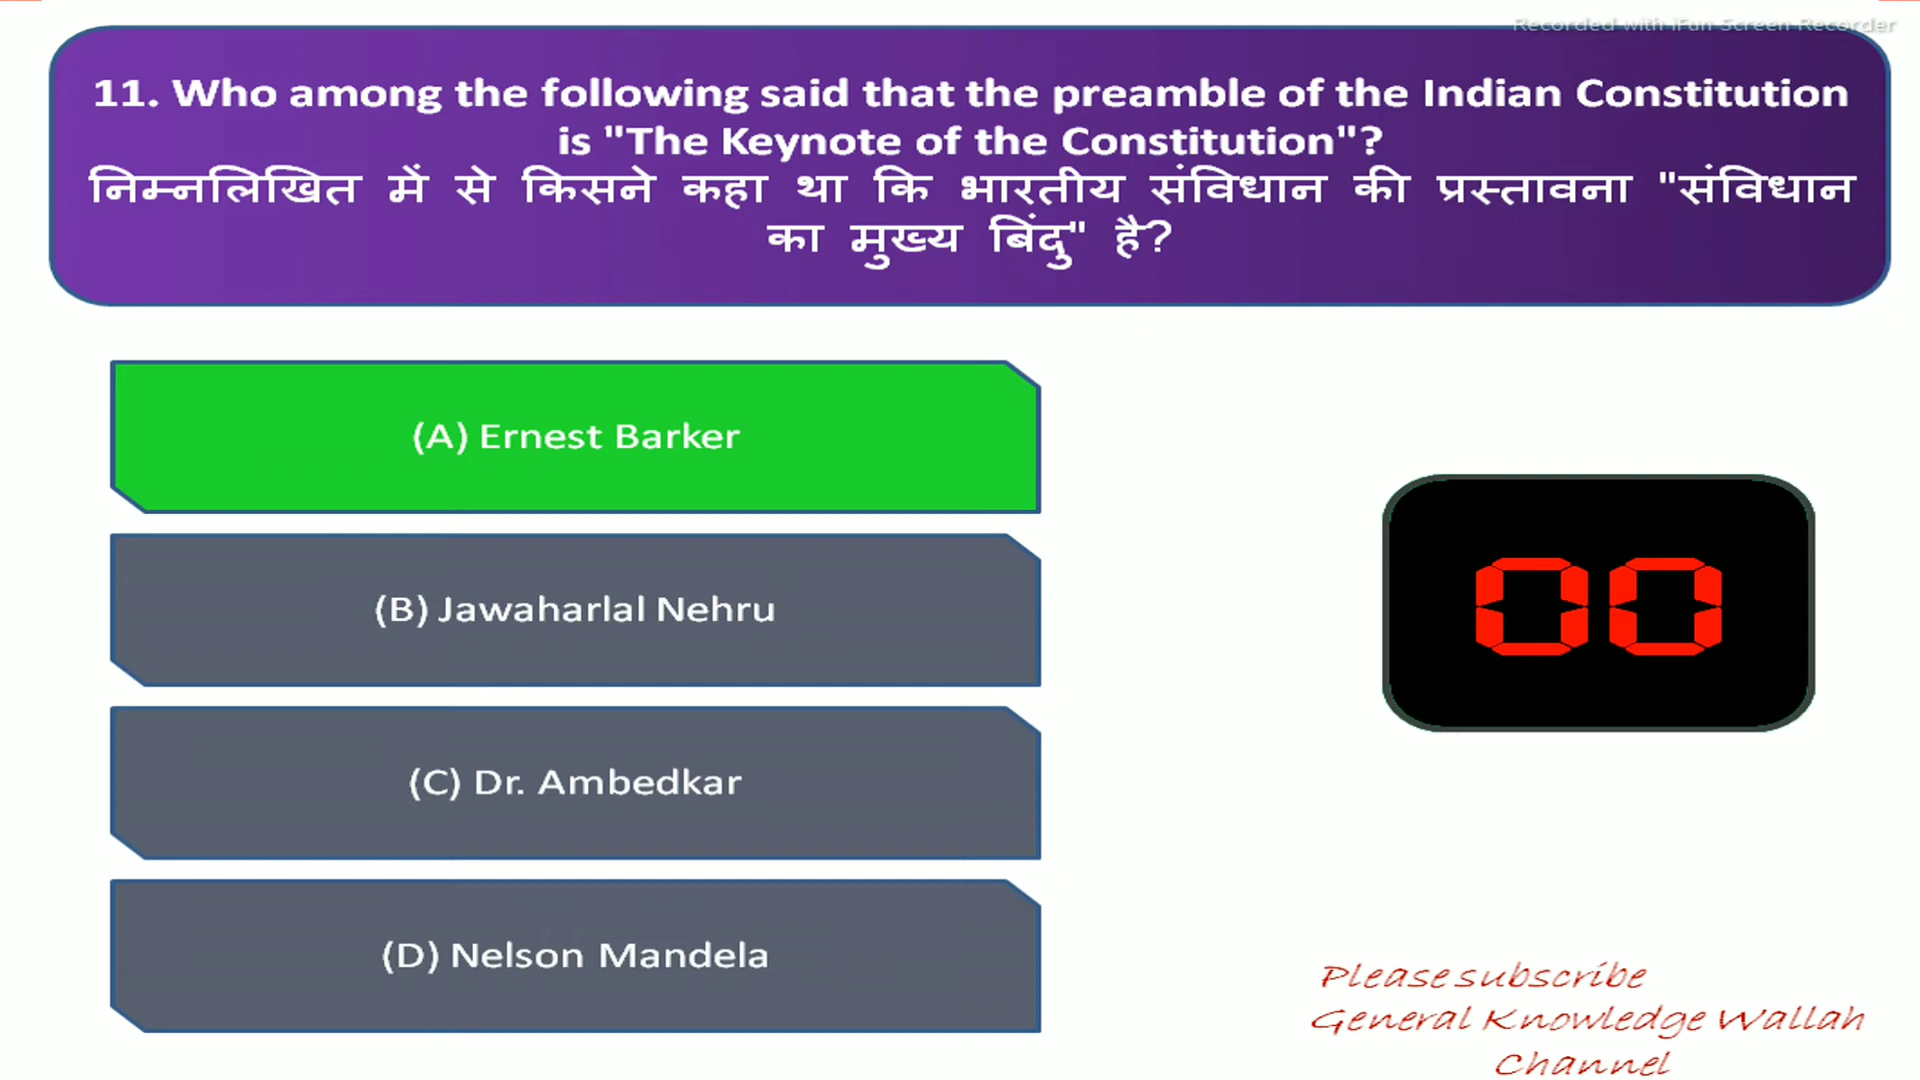 Recorded with iFun Screen Recorder
11. Who among the following said that the preamble of the Indian Constitution
is "The Keynote of the Constitution"?
निम्नलिखित में से किसने कहा था कि भारतीय संविधान की प्रस्तावना "संविधान
का मुख्य बिंदु" है?
(A) Ernest Barker
(B) Jawaharlal Nehru
(C) Dr. Ambedkar
(D) Nelson Mandela
00
Please subscribe
General Knowledge Wallah
Channel